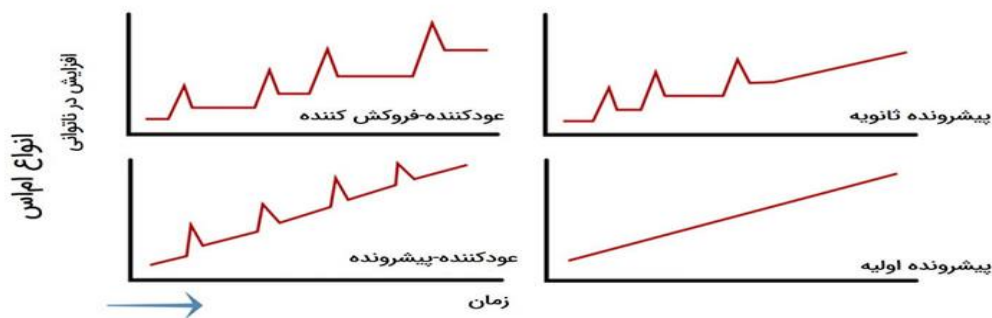 انواع ام‌اس
افزایش در ناتوانی
عودکننده-فروکش کننده
پیشرونده ثانویه
عودکننده-پیشرونده
پیشرونده اولیه
زمان